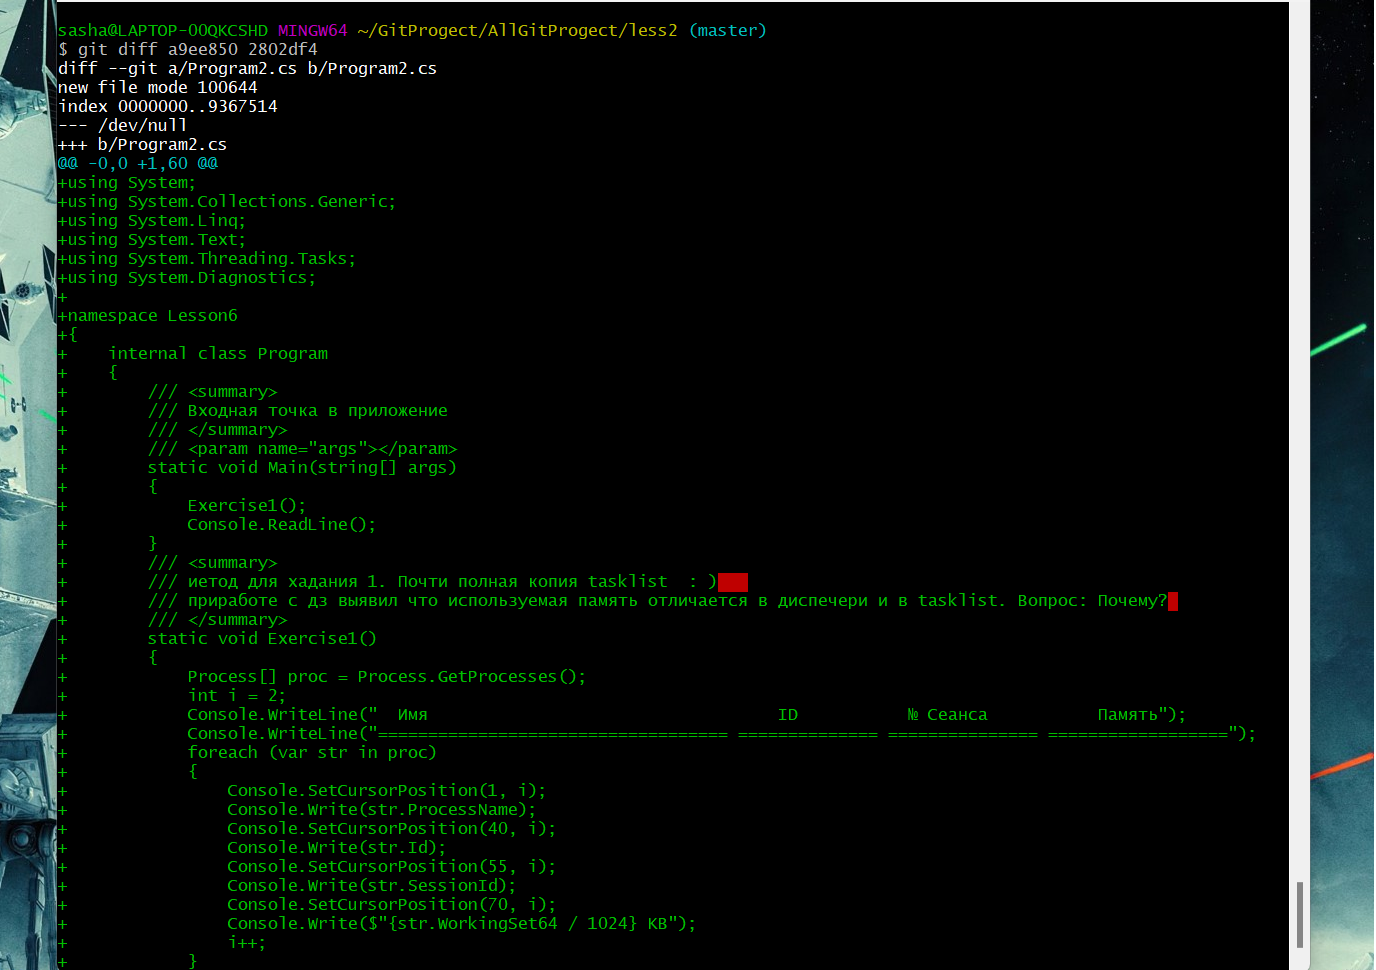 sasha@LAPTOP-OOQKCSHD MINGW64 ~/GitProgect/AllGitProgect/less2 (master)
$ git diff a9ee850 2802df4
diff --git a/Program2.cs b/Program2.cs
new file mode 100644
index 0000000..9367514
--- /dev/null
+++ b/Program2.cs
@@ -0,0 +1,60 @@
+using System;
+using System.Collections.Generic;
+using System.Linq;
+using System.Text;
+using System.Threading.Tasks;
+using System.Diagnostics;
+
+namespace Lesson6
+{
+    internal class Program
+    {
+        /// <summary>
+        /// Входная точка в приложение
+        /// </summary>
+        /// <param name="args"></param>
+        static void Main(string[] args)
+        {
+            Exercise1();
+            Console.ReadLine();
+        }
+        /// <summary>
+        /// иетод для хадания 1. Почти полная копия tasklist  : )
+        /// приработе с дз выявил что используемая память отличается в диспечери и в tasklist. Вопрос: Почему?
+        /// </summary>
+        static void Exercise1()
+        {
+            Process[] proc = Process.GetProcesses();
+            int i = 2;
+            Console.WriteLine("  Имя                                   ID           № Сеанса           Память");
+            Console.WriteLine("=================================== ============== =============== ==================");
+            foreach (var str in proc)
+            {
+                Console.SetCursorPosition(1, i);
+                Console.Write(str.ProcessName);
+                Console.SetCursorPosition(40, i);
+                Console.Write(str.Id);
+                Console.SetCursorPosition(55, i);
+                Console.Write(str.SessionId);
+                Console.SetCursorPosition(70, i);
+                Console.Write($"{str.WorkingSet64 / 1024} KB");
+                i++;
+            }